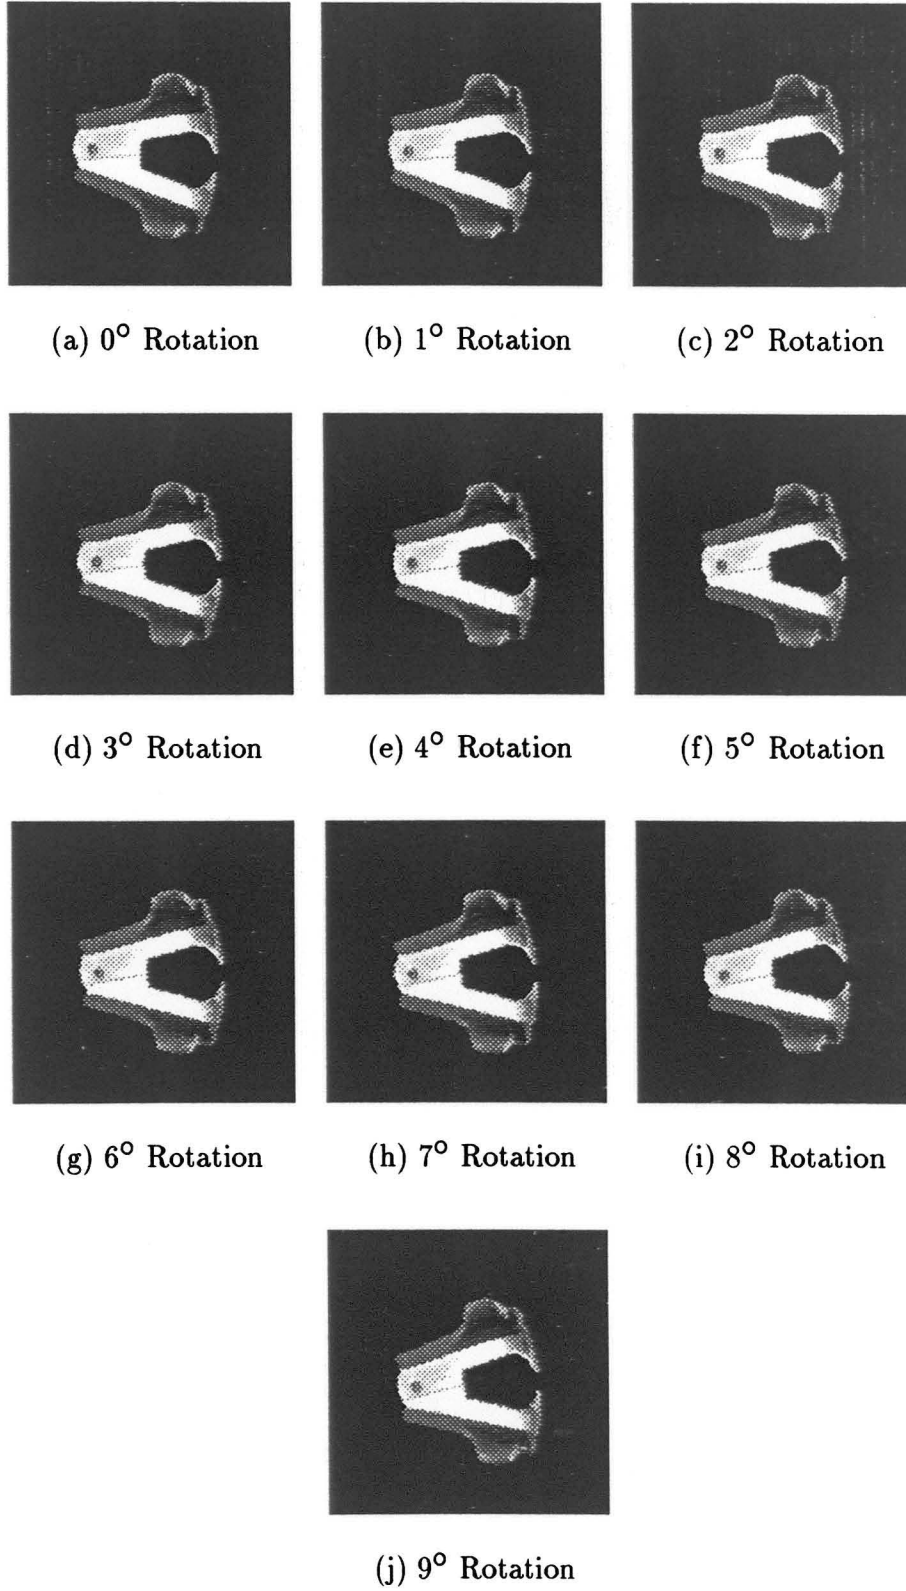 (a) 0° Rotation
(b) 1° Rotation
(c) 2° Rotation
(d) 3° Rotation
(e) 4° Rotation
(f) 5° Rotation
(g) 6° Rotation
(h) 7° Rotation
(i) 8° Rotation
(j) 9° Rotation